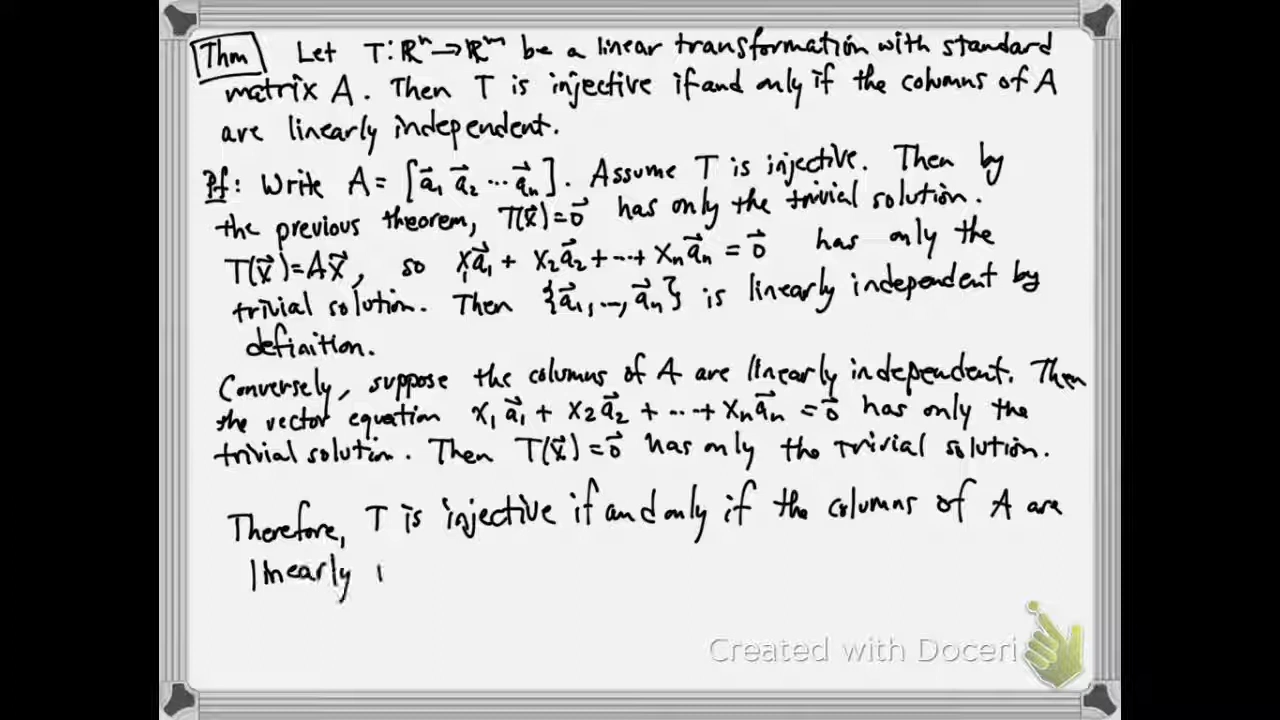 Thm Let T: ℝⁿ→ℝᵐ be a linear transformation with standard
matrix A. Then T is injective if and only if the columns of A
are linearly independent.
Pf: Write A = [a⃗₁ a⃗₂ ... a⃗ₙ]. Assume T is injective. Then by
the previous theorem, T(x⃗)=0⃗ has only the trivial solution.
T(x⃗)=Ax⃗, so x₁a⃗₁ + x₂a⃗₂ + ... + xₙa⃗ₙ = 0⃗ has only the
trivial solution. Then {a⃗₁, ..., a⃗ₙ} is linearly independent by
definition.
Conversely, suppose the columns of A are linearly independent. Then
the vector equation x₁a⃗₁ + x₂a⃗₂ + ... + xₙa⃗ₙ = 0⃗ has only the
trivial solution. Then T(x⃗)=0⃗ has only the trivial solution.
Therefore, T is injective if and only if the columns of A are
linearly
Created with Doceri